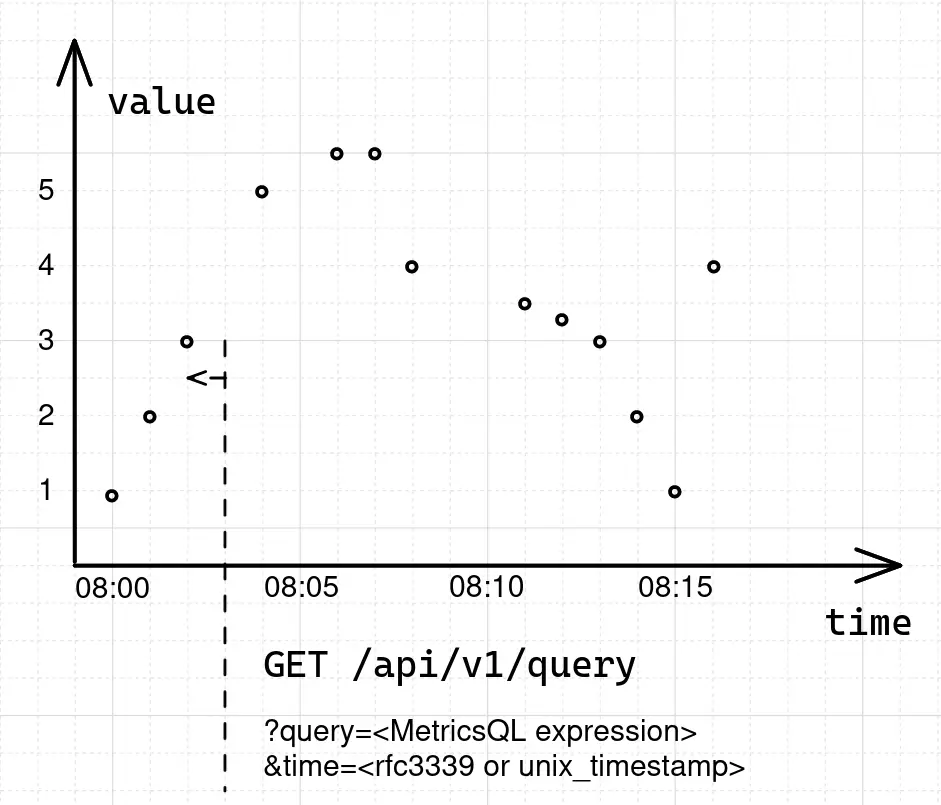 value
5
4
3
2
1
08:00 08:05 08:10 08:15
time
GET /api/v1/query
?query=<MetricsQL expression>
&time=<rfc3339 or unix_timestamp>